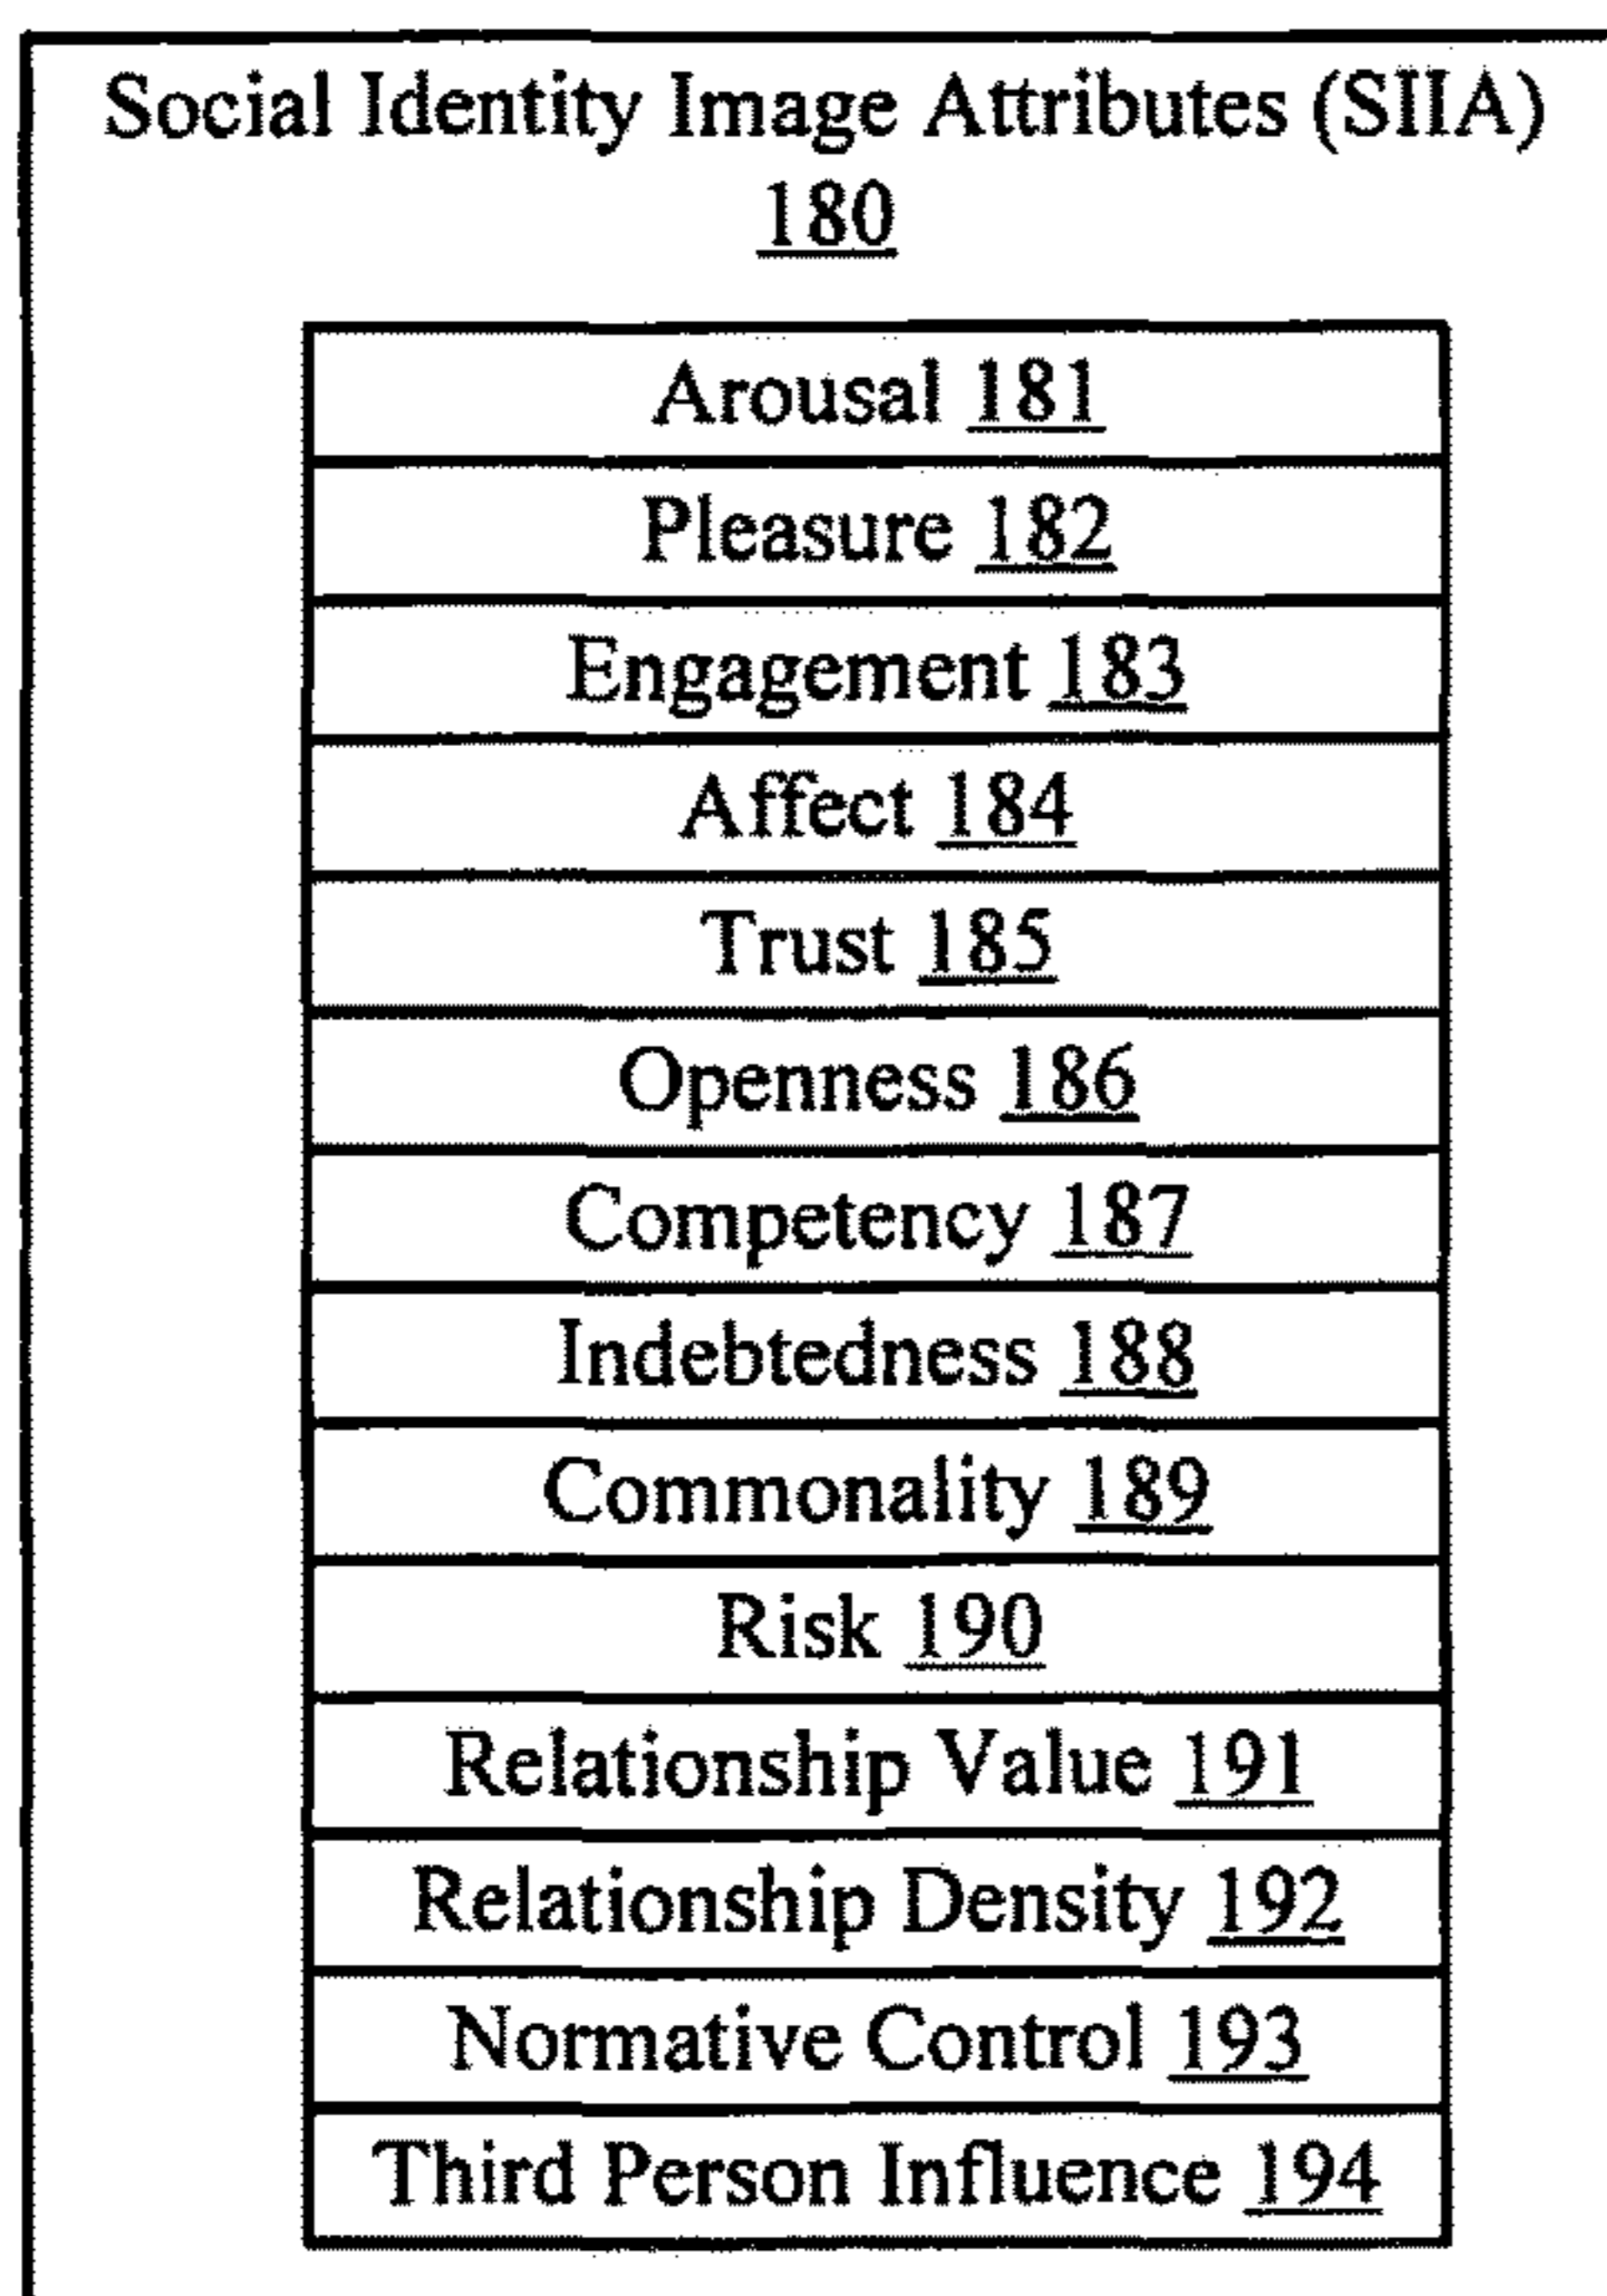 Social Identity Image Attributes (SIIA)
180
Arousal 181
Pleasure 182
Engagement 183
Affect 184
Trust 185
Openness 186
Competency 187
Indebtedness 188
Commonality 189
Risk 190
Relationship Value 191
Relationship Density 192
Normative Control 193
Third Person Influence 194